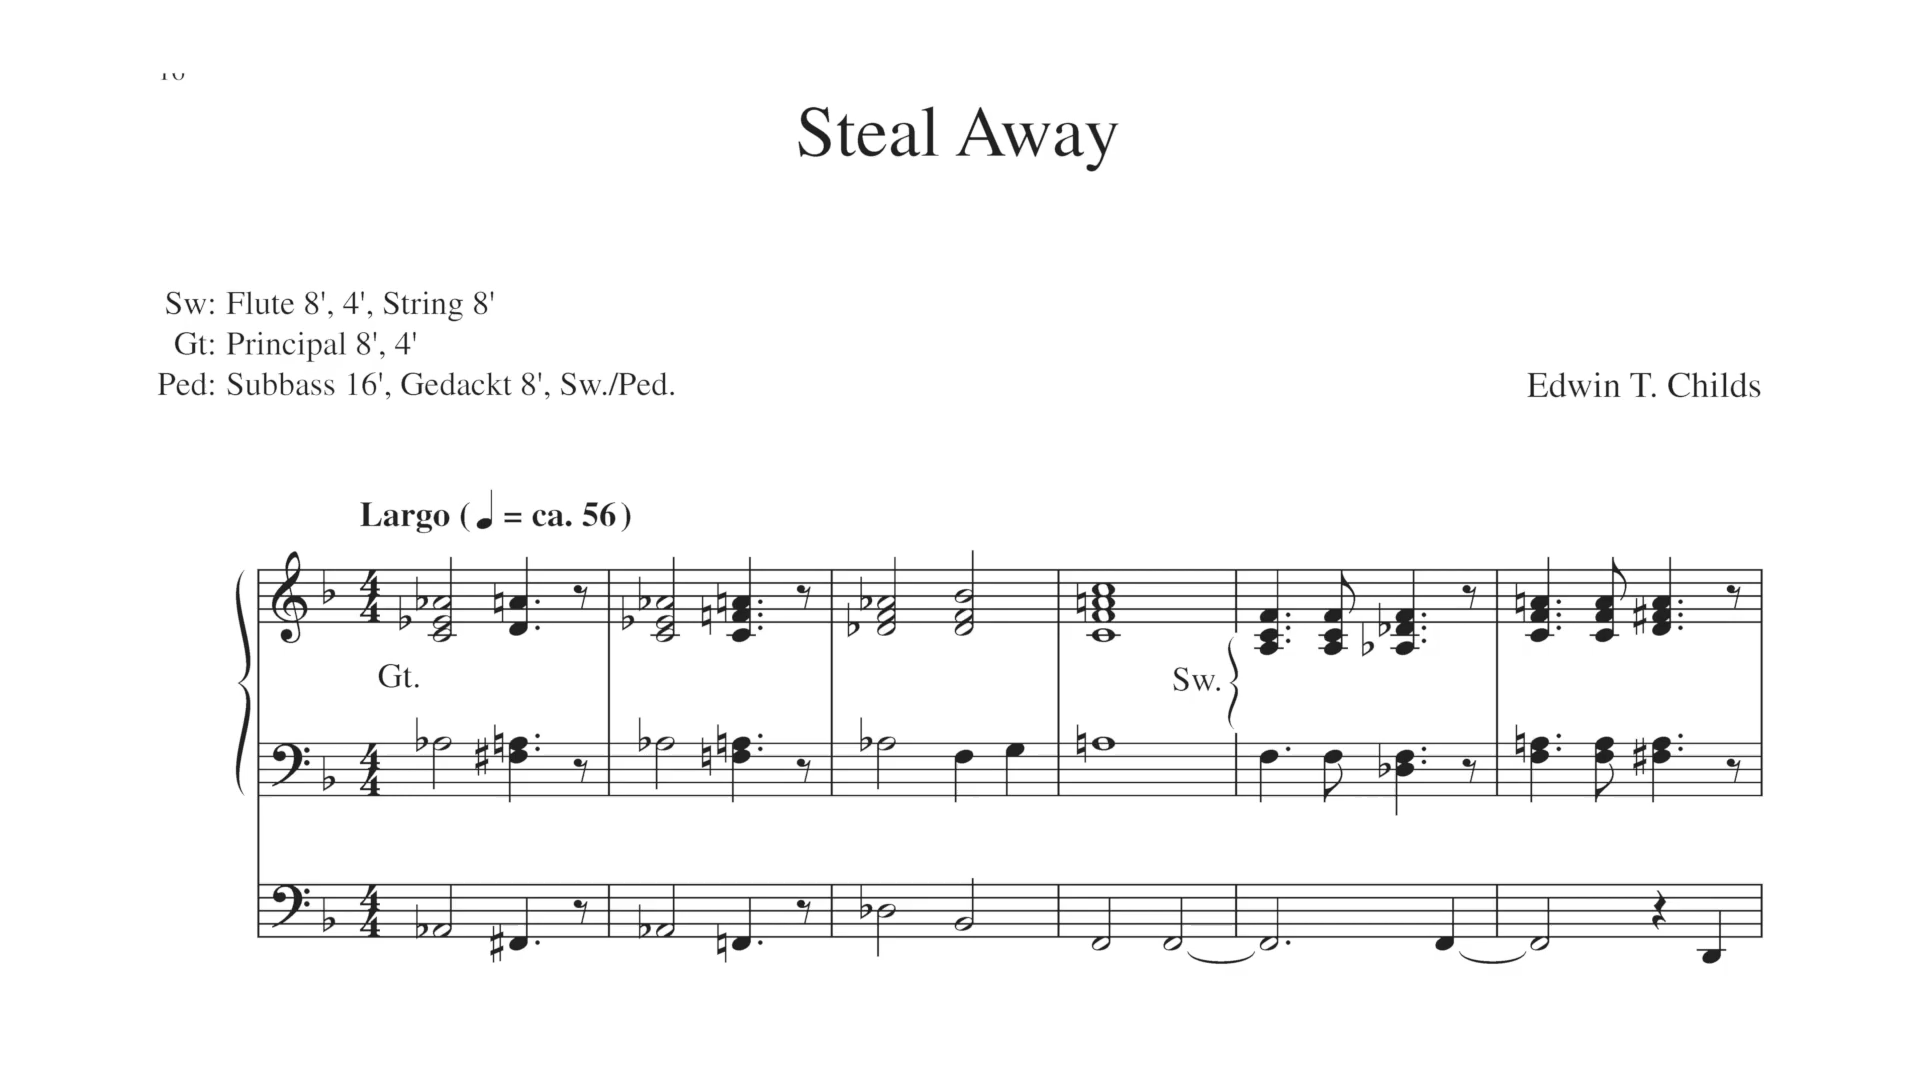 Steal Away
Sw: Flute 8', 4', String 8'
Gt: Principal 8', 4'
Ped: Subbass 16', Gedackt 8', Sw./Ped.
Edwin T. Childs
Largo (♩ = ca. 56)
Gt.
Sw.